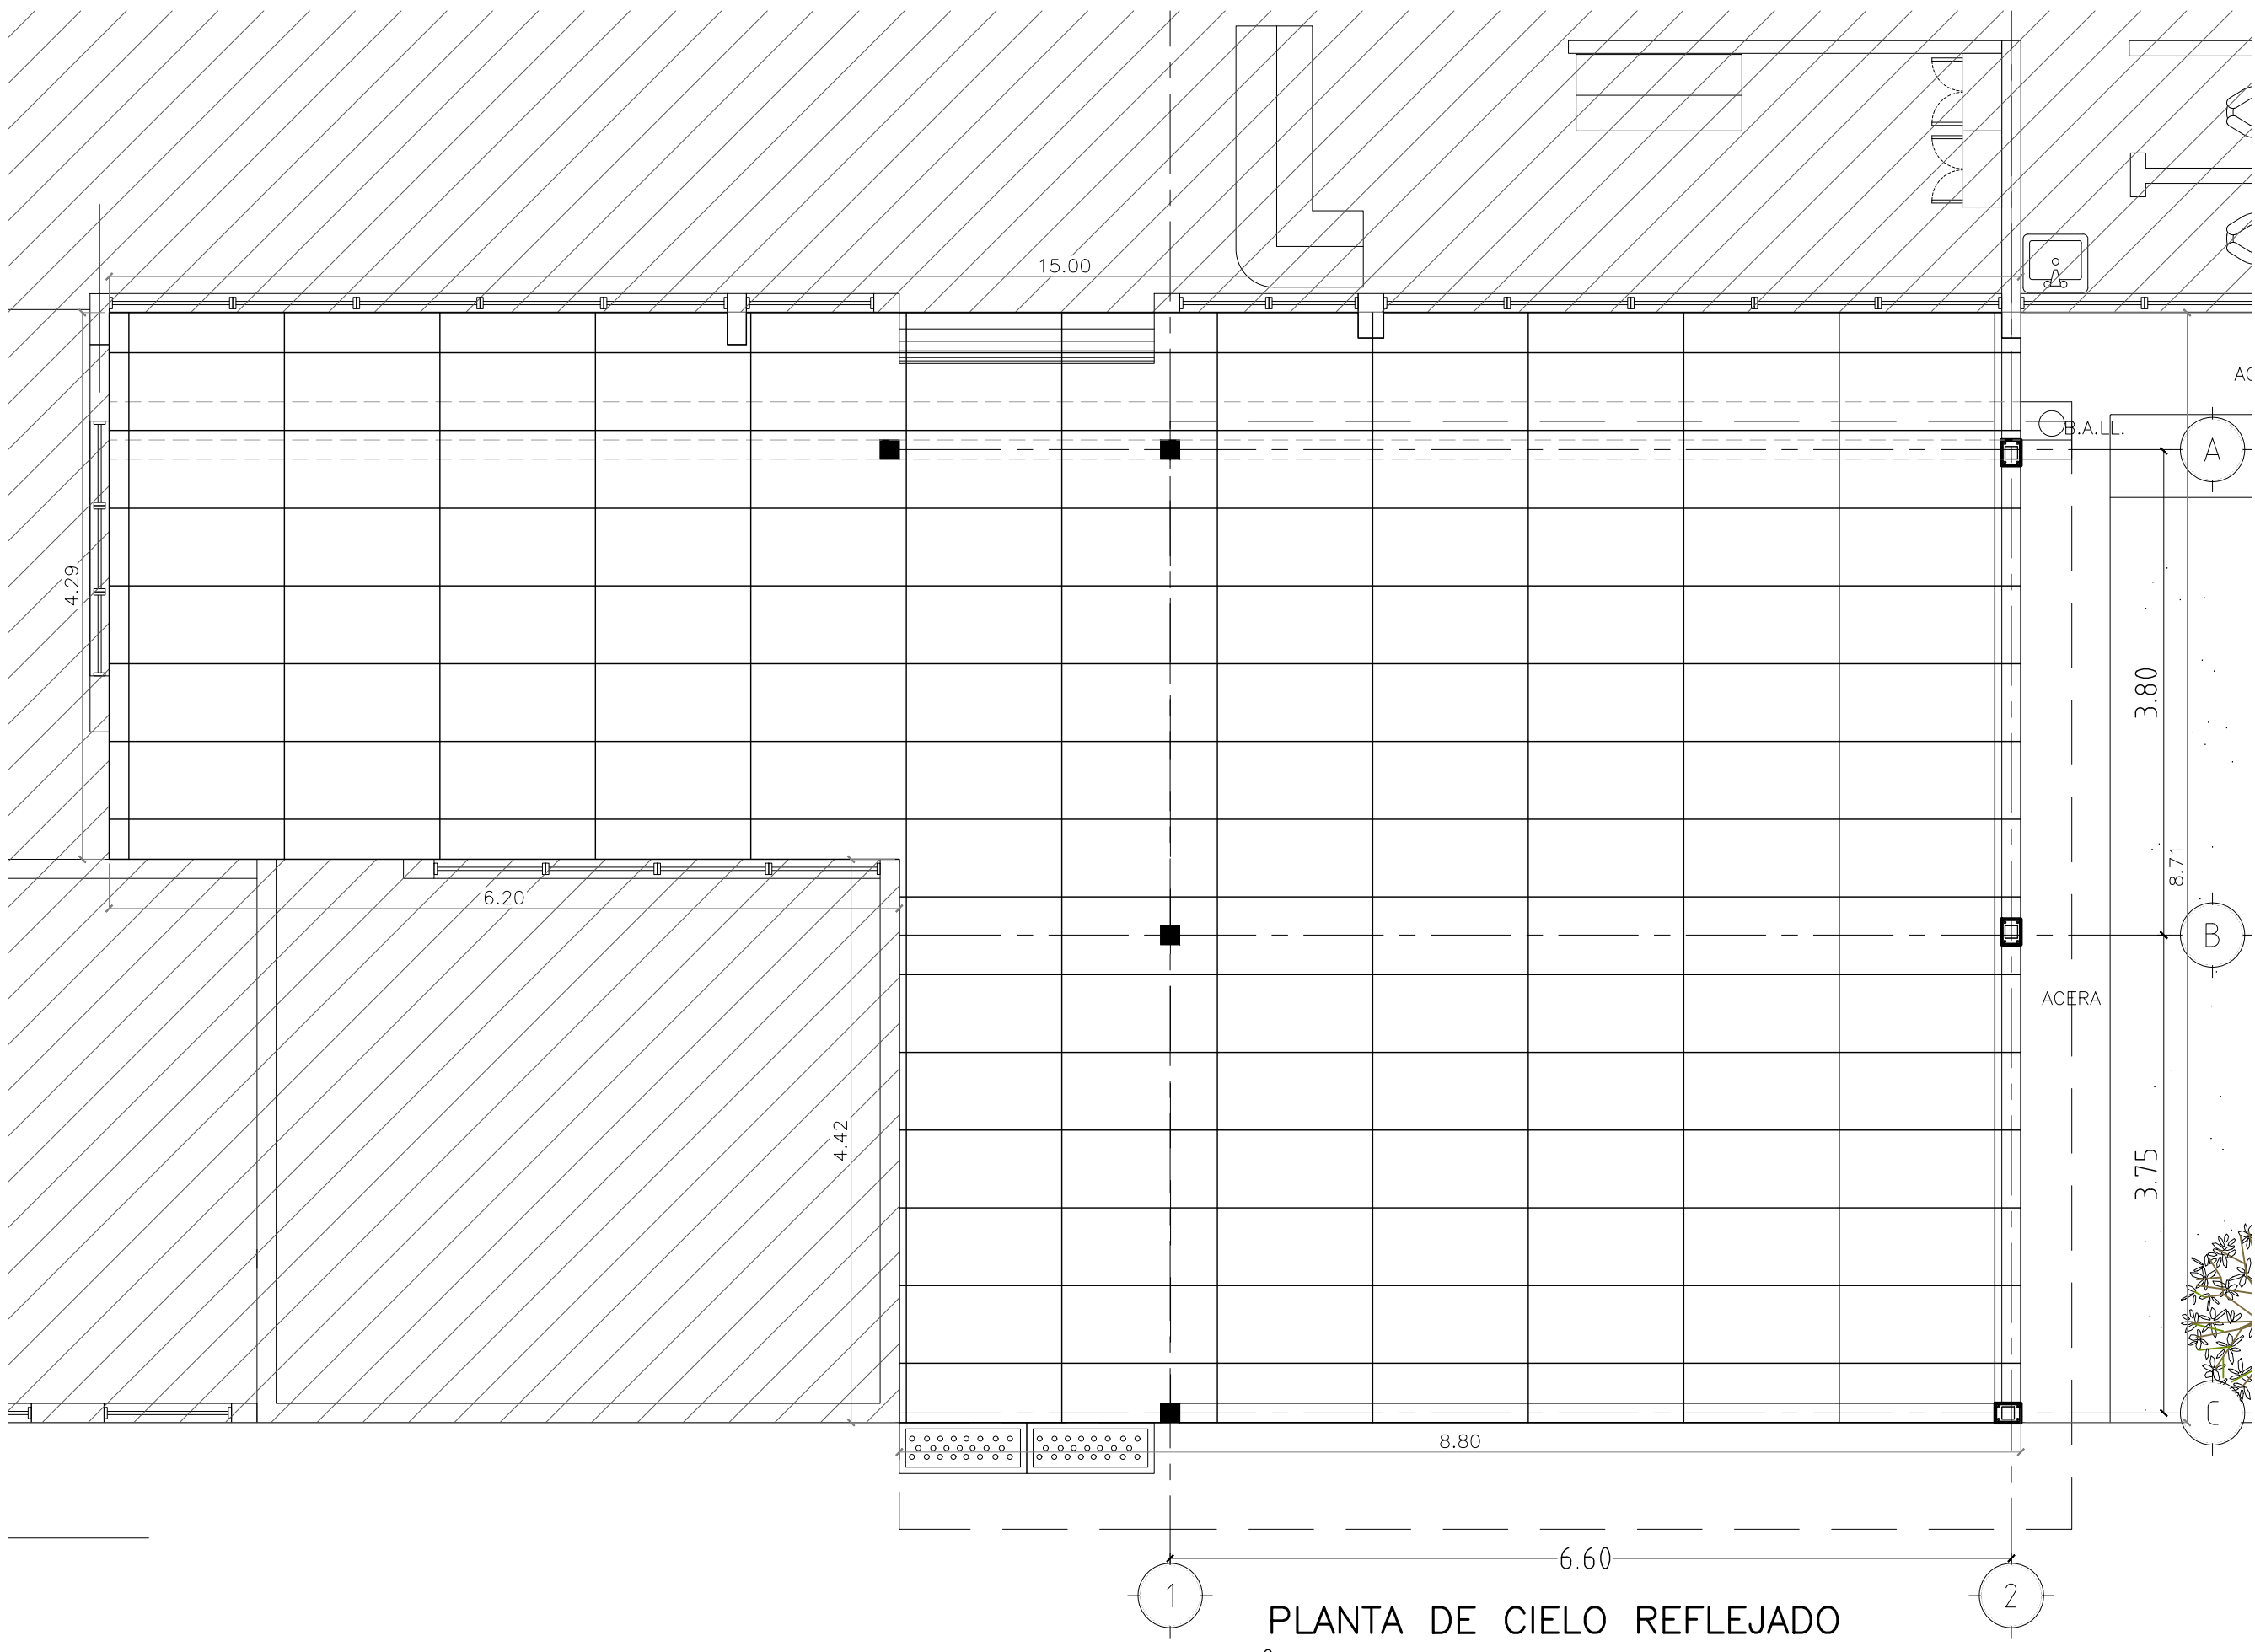 15.00
AC
B.A.LL.
A
4.29
3.80
8.71
6.20
B
ACERA
4.42
3.75
C
8.80
6.60
1
2
PLANTA DE CIELO REFLEJADO